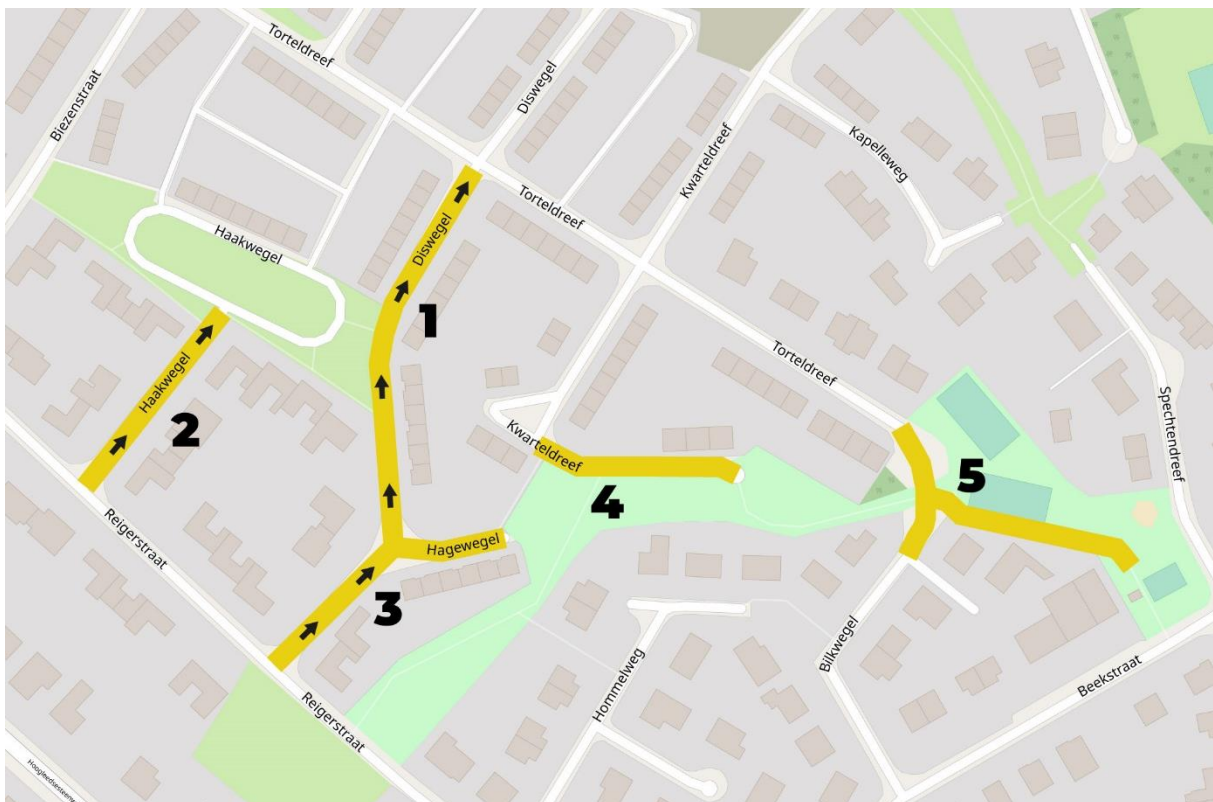 Torteldreef
Biezenstraat
Diswegel
Kwarteldreef
Kapelleweg
Torteldreef
Haakwegel
Diswegel
1
Haakwegel
2
Torteldreef
Spechtendreef
Kwarteldreef
4
5
Reigerstraat
Hagewegel
3
Bilkwegel
Hommelweg
Beekstraat
Reigerstraat